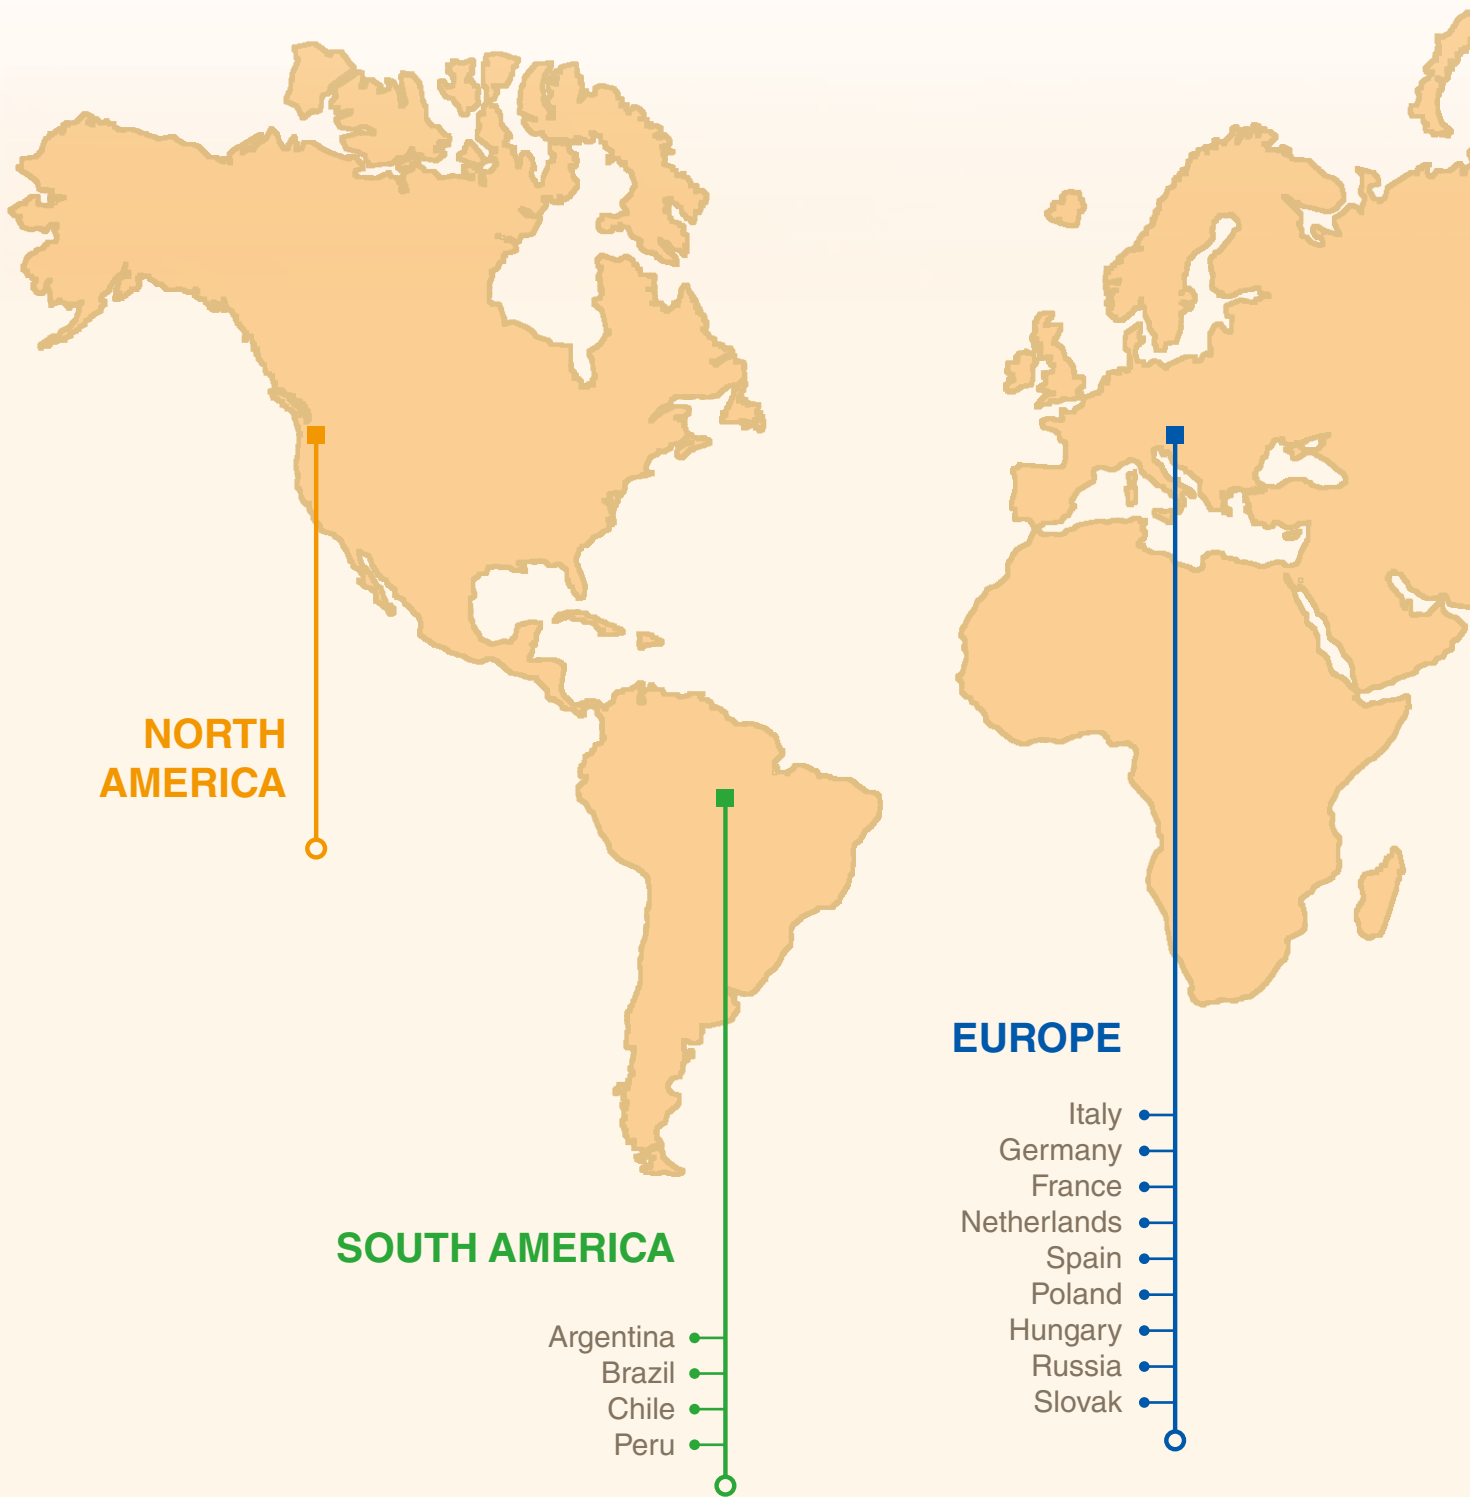 NORTH
AMERICA
SOUTH AMERICA
Argentina
Brazil
Chile
Peru
EUROPE
Italy
Germany
France
Netherlands
Spain
Poland
Hungary
Russia
Slovak